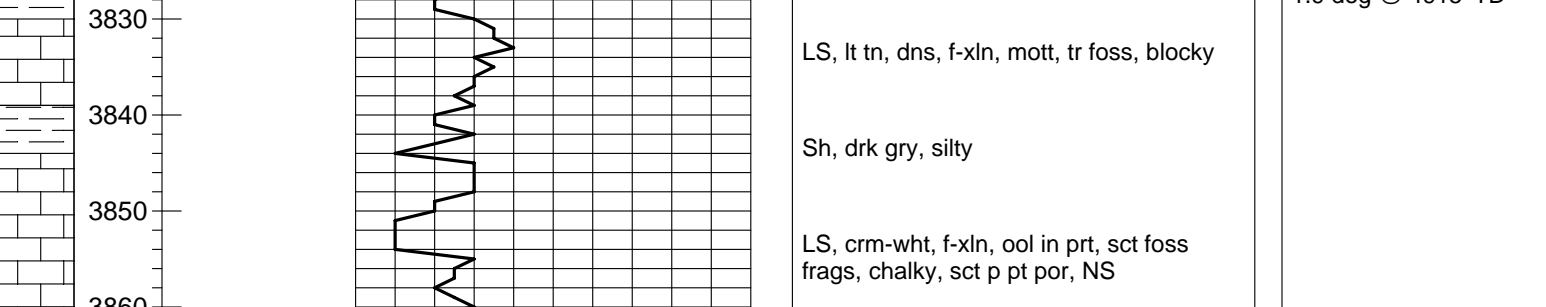 3830
LS, lt tn, dns, f-xln, mott, tr foss, blocky
3840
Sh, drk gry, silty
3850
LS, crm-wht, f-xln, ool in prt, sct foss
frags, chalky, sct p pt por, NS
3860